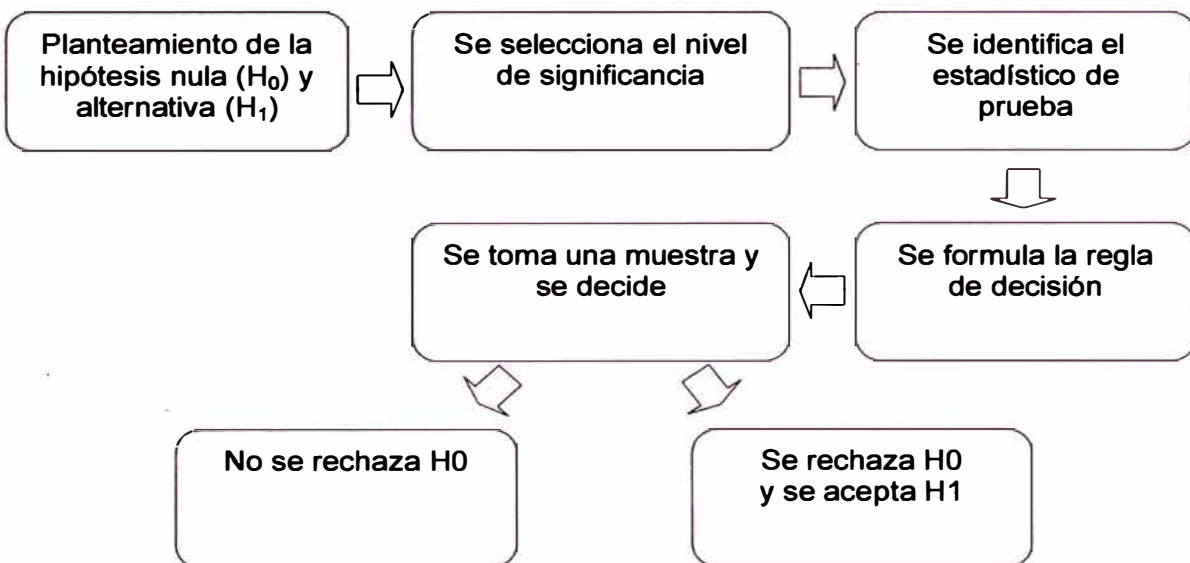 Planteamiento de la
hipótesis nula (H₀) y
alternativa (H₁)
Se selecciona el nivel
de significancia
Se identifica el
estadístico de
prueba
Se formula la regla
de decisión
Se toma una muestra y
se decide
No se rechaza H0
Se rechaza H0
y se acepta H1